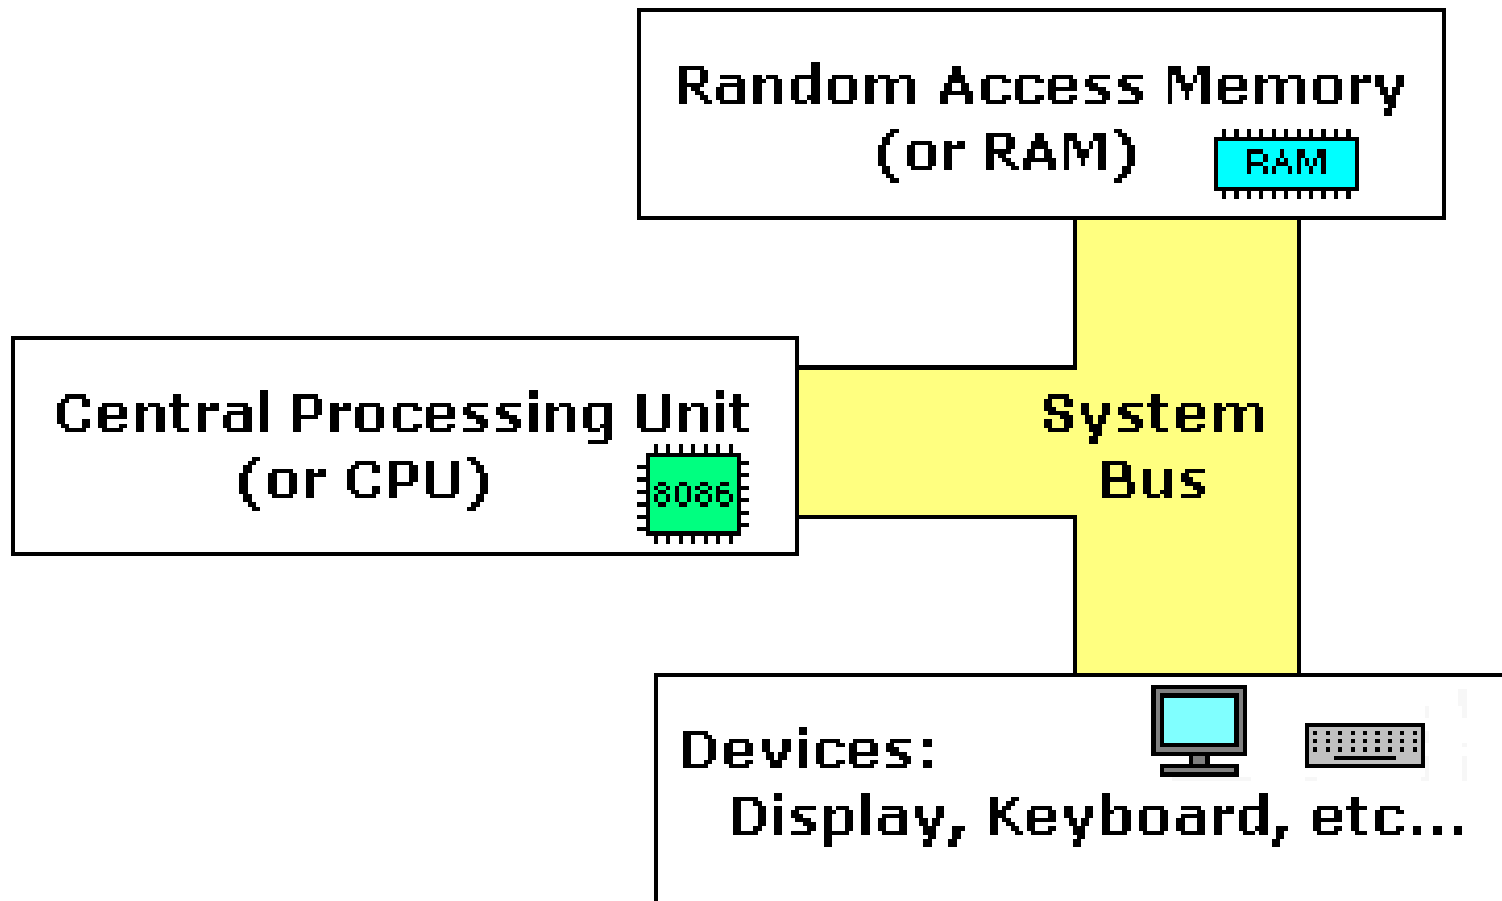 Random Access Memory
(or RAM)
RAM
Central Processing Unit
(or CPU)
8086
System
Bus
Devices:
Display, Keyboard, etc...